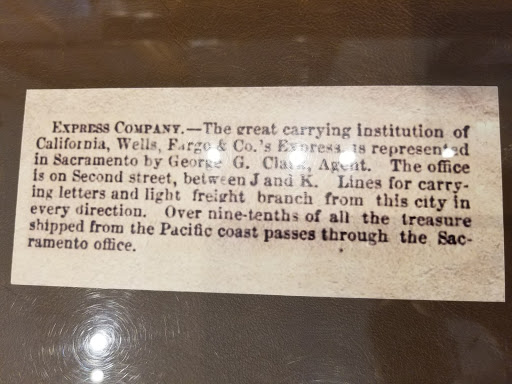 EXPRESS COMPANY.—The great carrying institution of
California, Wells, Fargo & Co.'s Express, is represented
in Sacramento by George G. Clark, Agent. The office
is on Second street, between J and K. Lines for carry-
ing letters and light freight branch from this city in
every direction. Over nine-tenths of all the treasure
shipped from the Pacific coast passes through the Sac-
ramento office.